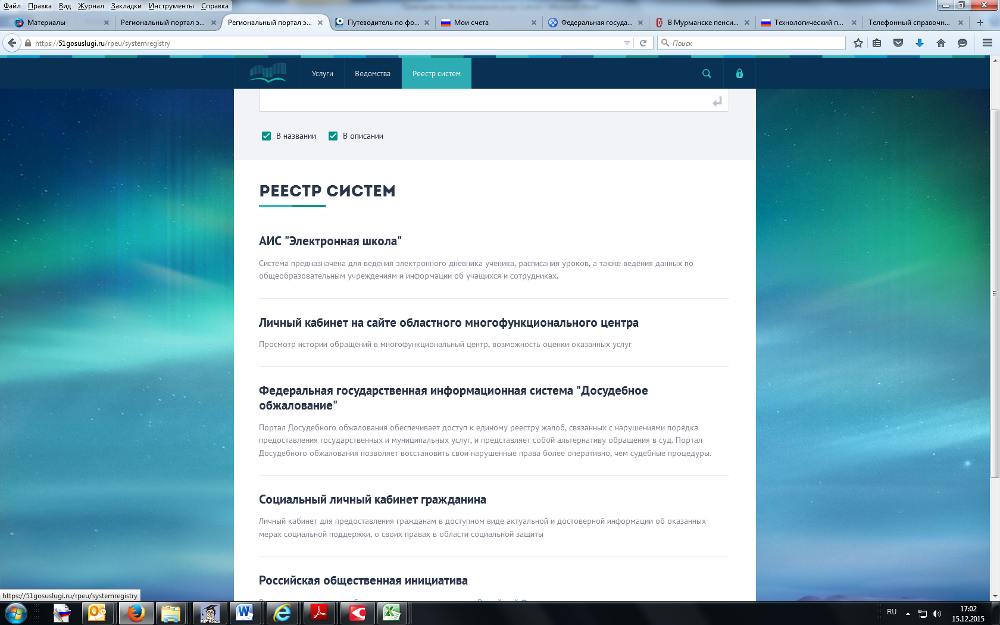 Файл Правка Вид Журнал Закладки Инструменты Справка
Материалы
Региональный портал э...
Региональный портал э...
Путеводитель по фо...
Мои счета
Федеральная госуда...
В Мурманске пенси...
Технологический п...
Телефонный справочн...
https://51gosuslugi.ru/rpeu/systemregistry
Поиск
Услуги
Ведомства
Реестр систем
В названии
В описании
РЕЕСТР СИСТЕМ
АИС "Электронная школа"
Система предназначена для ведения электронного дневника ученика, расписания уроков, а также ведения данных по
общеобразовательным учреждениям и информации об учащихся и сотрудниках.
Личный кабинет на сайте областного многофункционального центра
Просмотр истории обращений в многофункциональный центр, возможность оценки оказанных услуг
Федеральная государственная информационная система "Досудебное
обжалование"
Портал Досудебного обжалования обеспечивает доступ к единому реестру жалоб, связанных с нарушениями порядка
предоставления государственных и муниципальных услуг, и представляет собой альтернативу обращения в суд. Портал
Досудебного обжалования позволяет восстановить свои нарушенные права более оперативно, чем судебные процедуры.
Социальный личный кабинет гражданина
Личный кабинет для предоставления гражданам в доступном виде актуальной и достоверной информации об оказанных
мерах социальной поддержки, о своих правах в области социальной защиты
Российская общественная инициатива
https://51gosuslugi.ru/rpeu/systemregistry
RU
17:02
15.12.2015